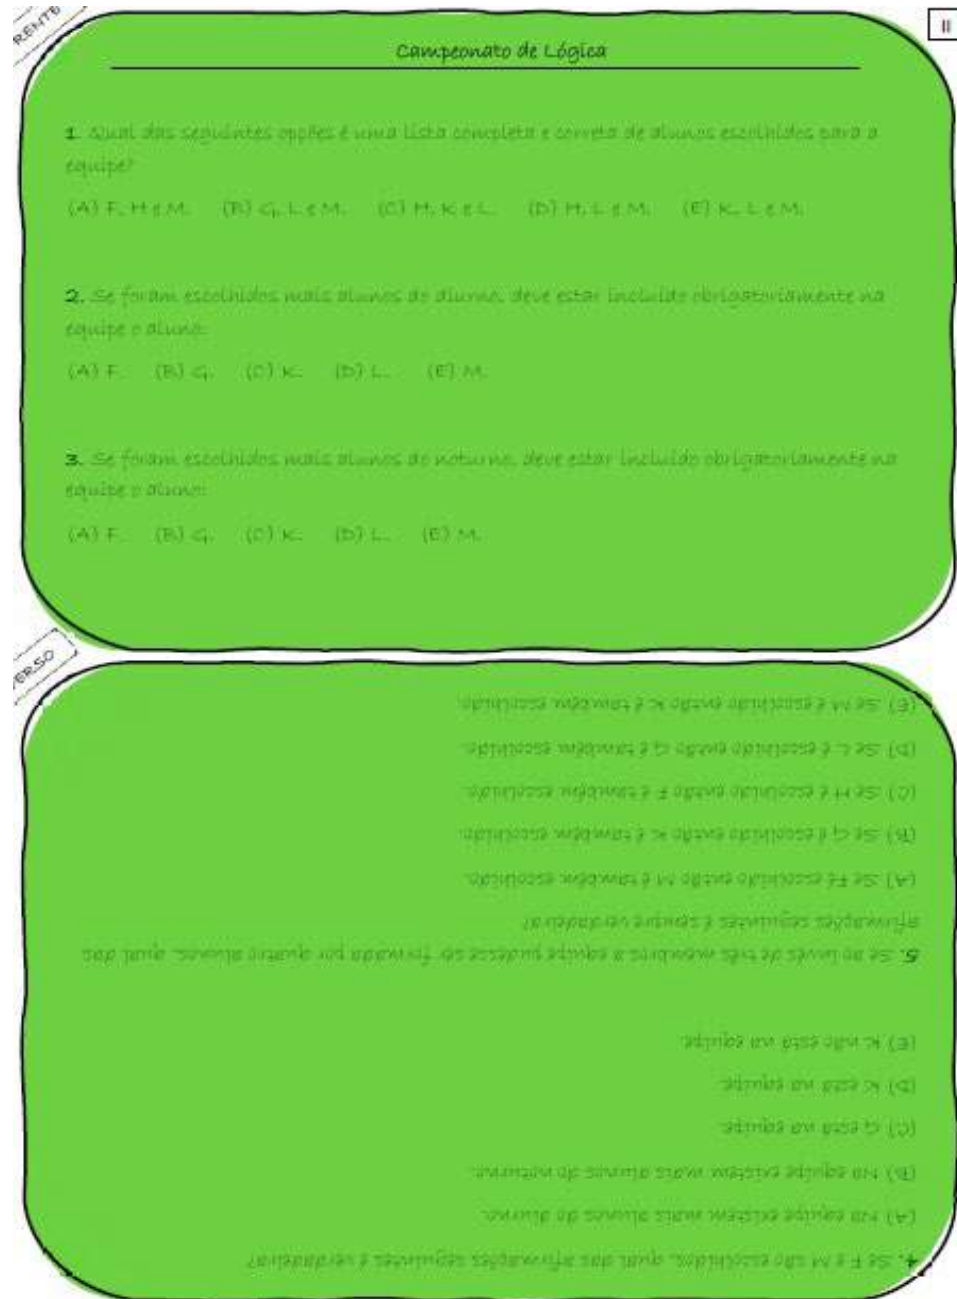 RENTE
II
Campeonato de Lógica
1. Qual das seguintes opções é uma lista completa e correta de alunos escolhidos para a
equipe?
(A) F, H e M. (B) G, L e M. (C) H, K e L. (D) H, L e M. (E) K, L e M.
2. Se foram escolhidos mais alunos do diurno, deve estar incluído obrigatoriamente na
equipe o aluno:
(A) F. (B) G. (C) K. (D) L. (E) M.
3. Se foram escolhidos mais alunos do noturno, deve estar incluído obrigatoriamente na
equipe o aluno:
(A) F. (B) G. (C) K. (D) L. (E) M.
ERSO
4. Se F e M são escolhidos, qual das afirmações seguintes é verdadeira?
(A) Na equipe existem mais alunos do diurno.
(B) Na equipe existem mais alunos do noturno.
(C) G está na equipe.
(D) K está na equipe.
(E) K não está na equipe.
5. Se ao invés de três membros a equipe pudesse ser formada por quatro alunos, qual das
afirmações seguintes é sempre verdadeira?
(A) Se F é escolhido então M é também escolhido.
(B) Se G é escolhido então K é também escolhido.
(C) Se H é escolhido então F é também escolhido.
(D) Se L é escolhido então G é também escolhido.
(E) Se M é escolhido então K é também escolhido.